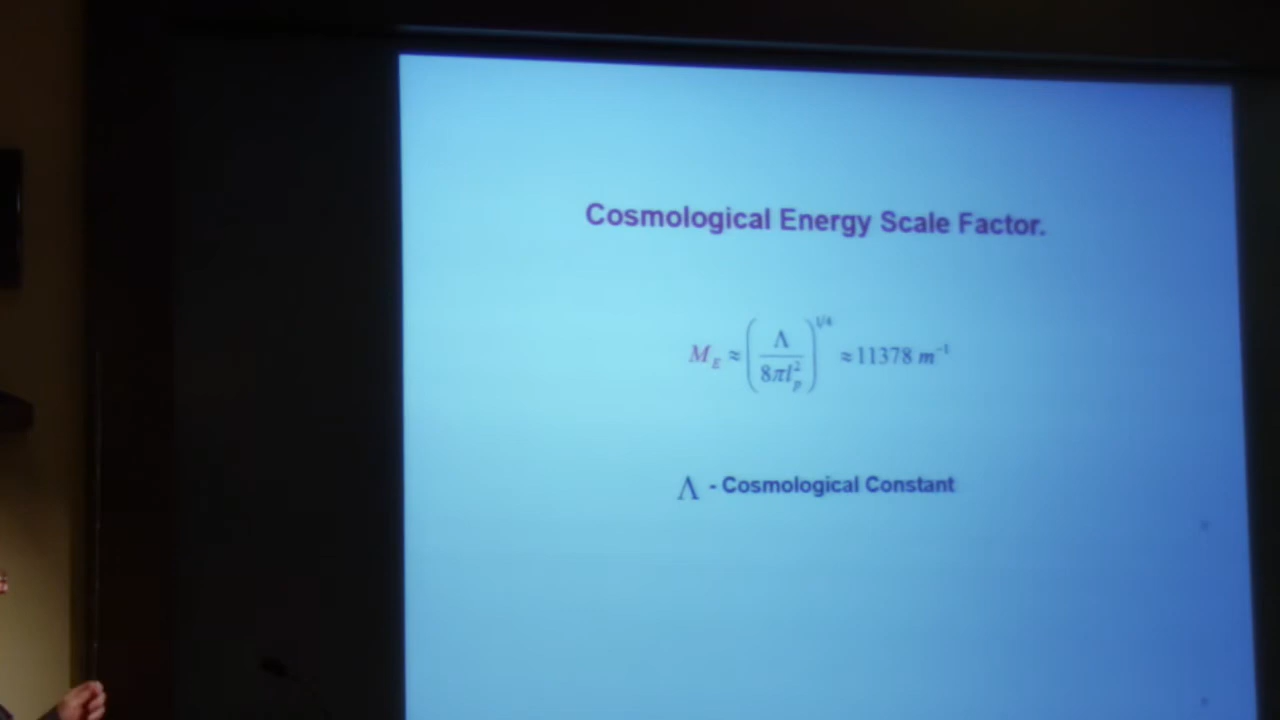 Cosmological Energy Scale Factor.
M_E ≈ (Λ / 8πl_p^2)^{1/4} ≈ 11378 m^{-1}
Λ - Cosmological Constant